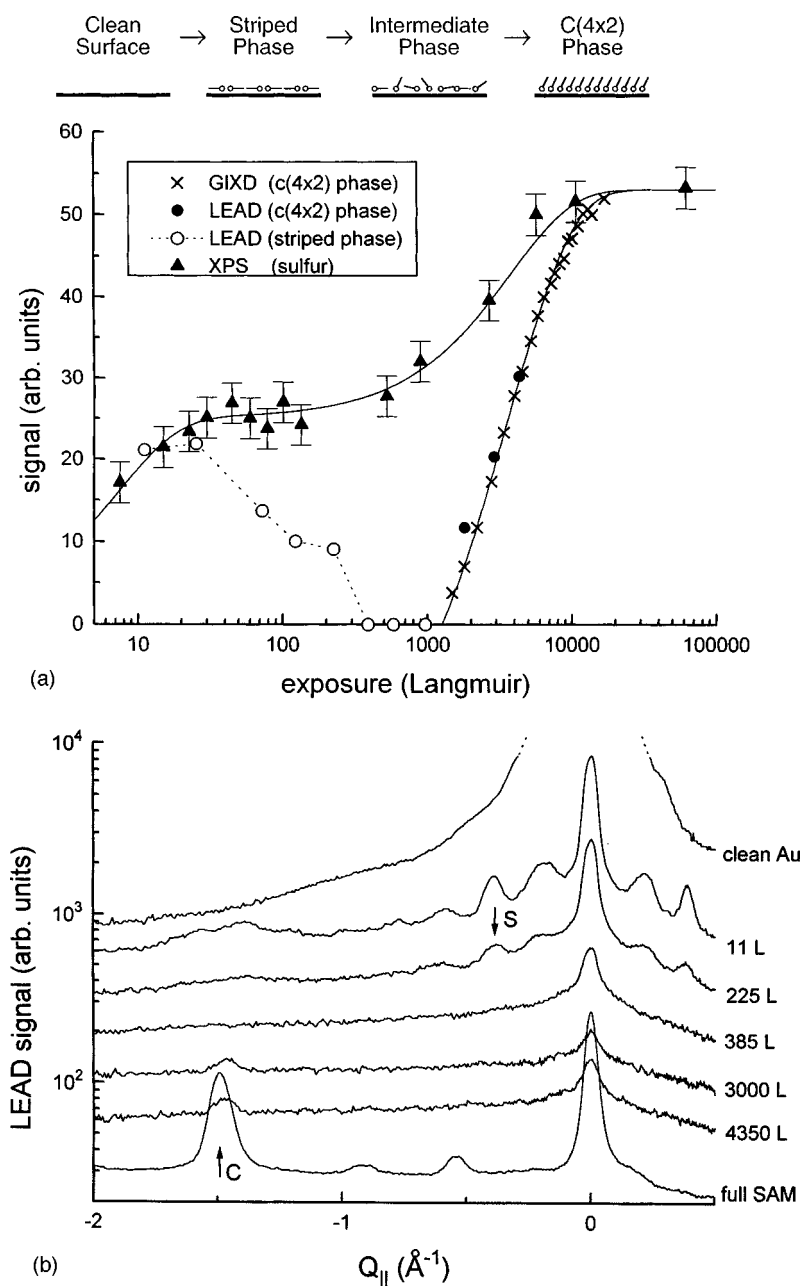 Clean Surface → Striped Phase → Intermediate Phase → C(4x2) Phase
60
50
40
30
20
10
0
signal (arb. units)
× GIXD (c(4x2) phase)
● LEAD (c(4x2) phase)
○ LEAD (striped phase)
▲ XPS (sulfur)
10 100 1000 10000 100000
exposure (Langmuir)
(a)
10⁴
10³
10²
LEAD signal (arb. units)
clean Au
S
11 L
225 L
385 L
3000 L
4350 L
C
full SAM
-2 -1 0
Q|| (Å⁻¹)
(b)